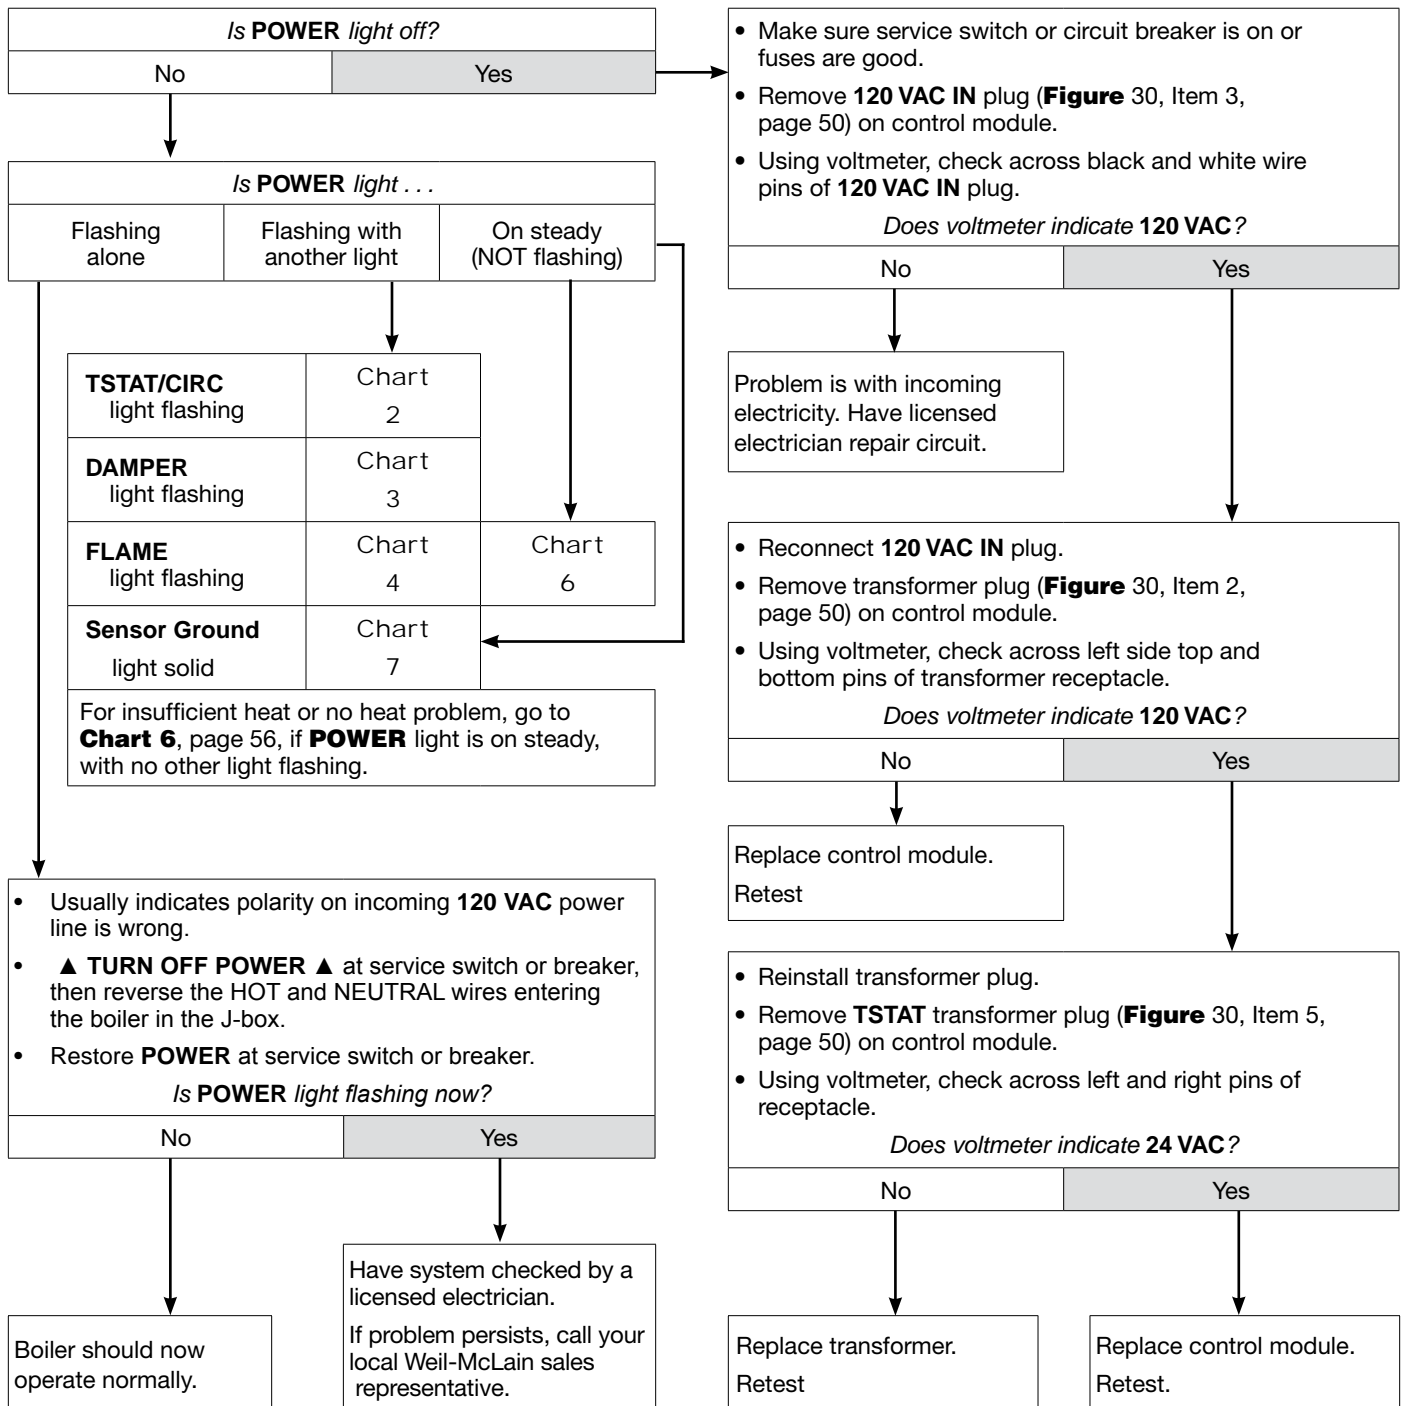 Is POWER light off?
No
Yes
Is POWER light . . .
Flashing
alone
Flashing with
another light
On steady
(NOT flashing)
TSTAT/CIRC
light flashing
Chart
2
DAMPER
light flashing
Chart
3
FLAME
light flashing
Chart
4
Chart
6
Sensor Ground
light solid
Chart
7
For insufficient heat or no heat problem, go to
Chart 6, page 56, if POWER light is on steady,
with no other light flashing.
• Usually indicates polarity on incoming 120 VAC power
line is wrong.
• ▲ TURN OFF POWER ▲ at service switch or breaker,
then reverse the HOT and NEUTRAL wires entering
the boiler in the J-box.
• Restore POWER at service switch or breaker.
Is POWER light flashing now?
No
Yes
Boiler should now
operate normally.
Have system checked by a
licensed electrician.
If problem persists, call your
local Weil-McLain sales
representative.
• Make sure service switch or circuit breaker is on or
fuses are good.
• Remove 120 VAC IN plug (Figure 30, Item 3,
page 50) on control module.
• Using voltmeter, check across black and white wire
pins of 120 VAC IN plug.
Does voltmeter indicate 120 VAC?
No
Yes
Problem is with incoming
electricity. Have licensed
electrician repair circuit.
• Reconnect 120 VAC IN plug.
• Remove transformer plug (Figure 30, Item 2,
page 50) on control module.
• Using voltmeter, check across left side top and
bottom pins of transformer receptacle.
Does voltmeter indicate 120 VAC?
No
Yes
Replace control module.
Retest
• Reinstall transformer plug.
• Remove TSTAT transformer plug (Figure 30, Item 5,
page 50) on control module.
• Using voltmeter, check across left and right pins of
receptacle.
Does voltmeter indicate 24 VAC?
No
Yes
Replace transformer.
Retest
Replace control module.
Retest.